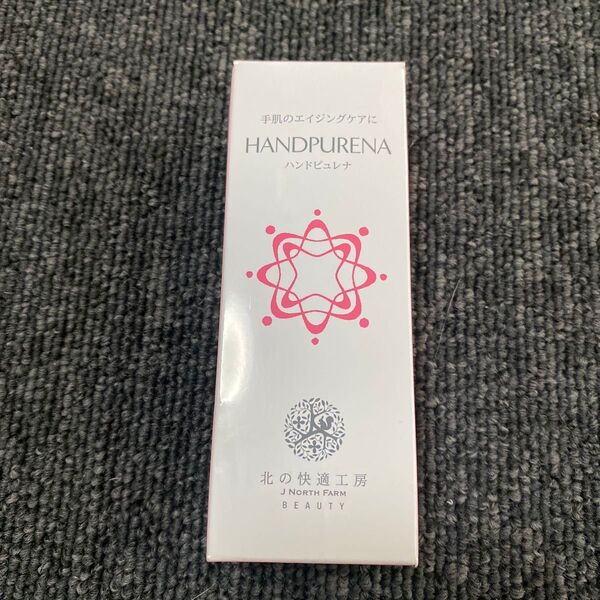 手肌のエイジングケアに
HANDPURENA
ハンドピュレナ
北の快適工房
J NORTH FARM
BEAUTY